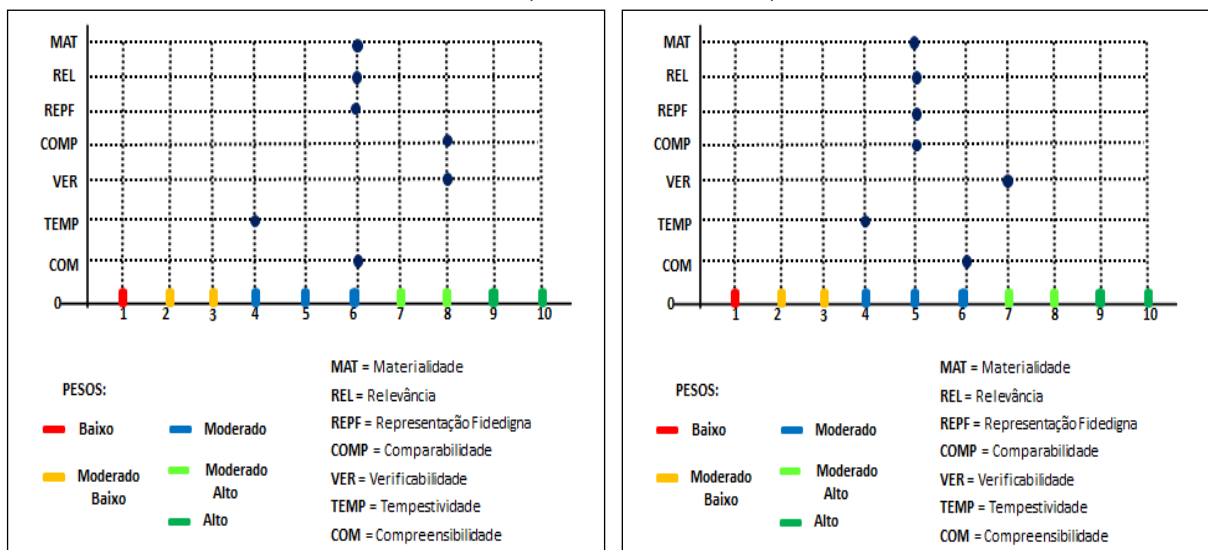 MAT
REL
REPF
COMP
VER
TEMP
COM
0
1 2 3 4 5 6 7 8 9 10
PESOS:
Baixo
Moderado
Moderado
Baixo
Moderado
Alto
Alto
MAT = Materialidade
REL = Relevância
REPF = Representação Fidedigna
COMP = Comparabilidade
VER = Verificabilidade
TEMP = Tempestividade
COM = Compreensibilidade
MAT
REL
REPF
COMP
VER
TEMP
COM
0
1 2 3 4 5 6 7 8 9 10
PESOS:
Baixo
Moderado
Moderado
Baixo
Moderado
Alto
Alto
MAT = Materialidade
REL = Relevância
REPF = Representação Fidedigna
COMP = Comparabilidade
VER = Verificabilidade
TEMP = Tempestividade
COM = Compreensibilidade